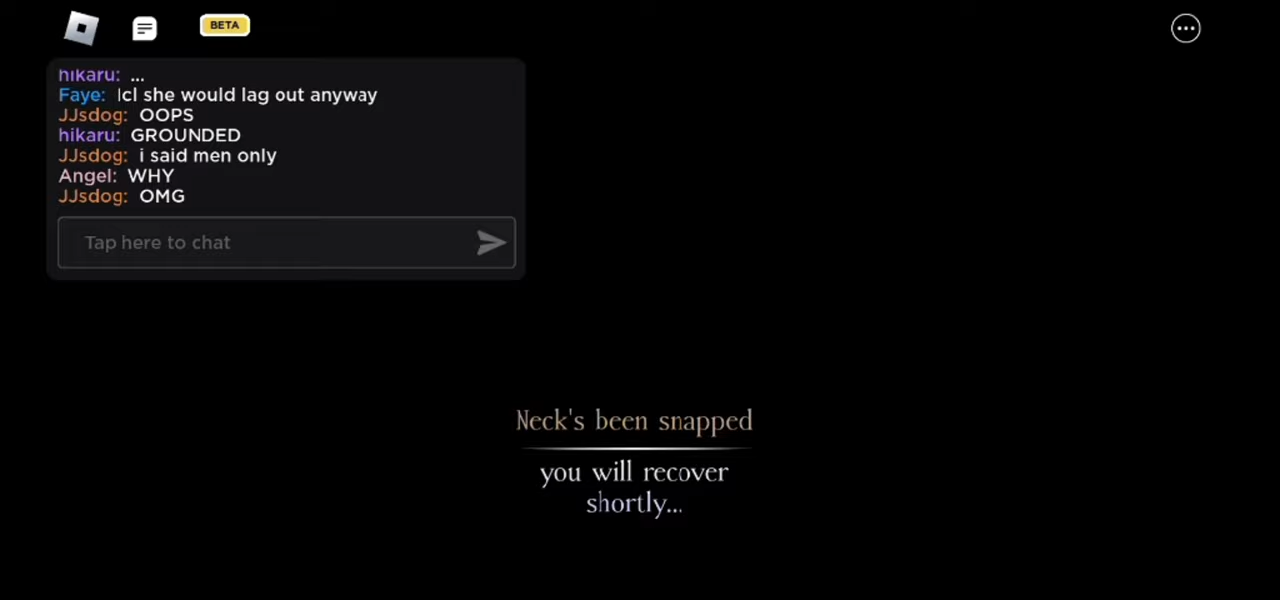 BETA
hikaru: ...
Faye: Icl she would lag out anyway
JJsdog: OOPS
hikaru: GROUNDED
JJsdog: i said men only
Angel: WHY
JJsdog: OMG
Tap here to chat
Neck's been snapped
you will recover
shortly...